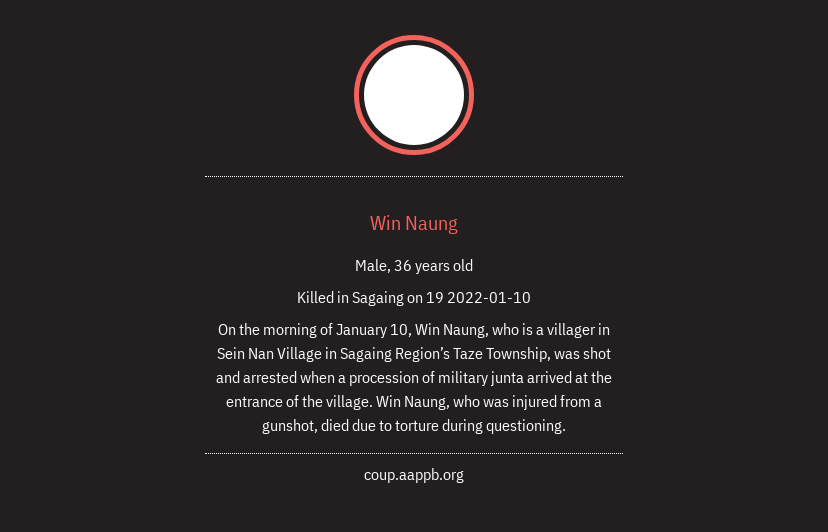 Win Naung
Male, 36 years old
Killed in Sagaing on 19 2022-01-10
On the morning of January 10, Win Naung, who is a villager in
Sein Nan Village in Sagaing Region’s Taze Township, was shot
and arrested when a procession of military junta arrived at the
entrance of the village. Win Naung, who was injured from a
gunshot, died due to torture during questioning.
coup.aappb.org